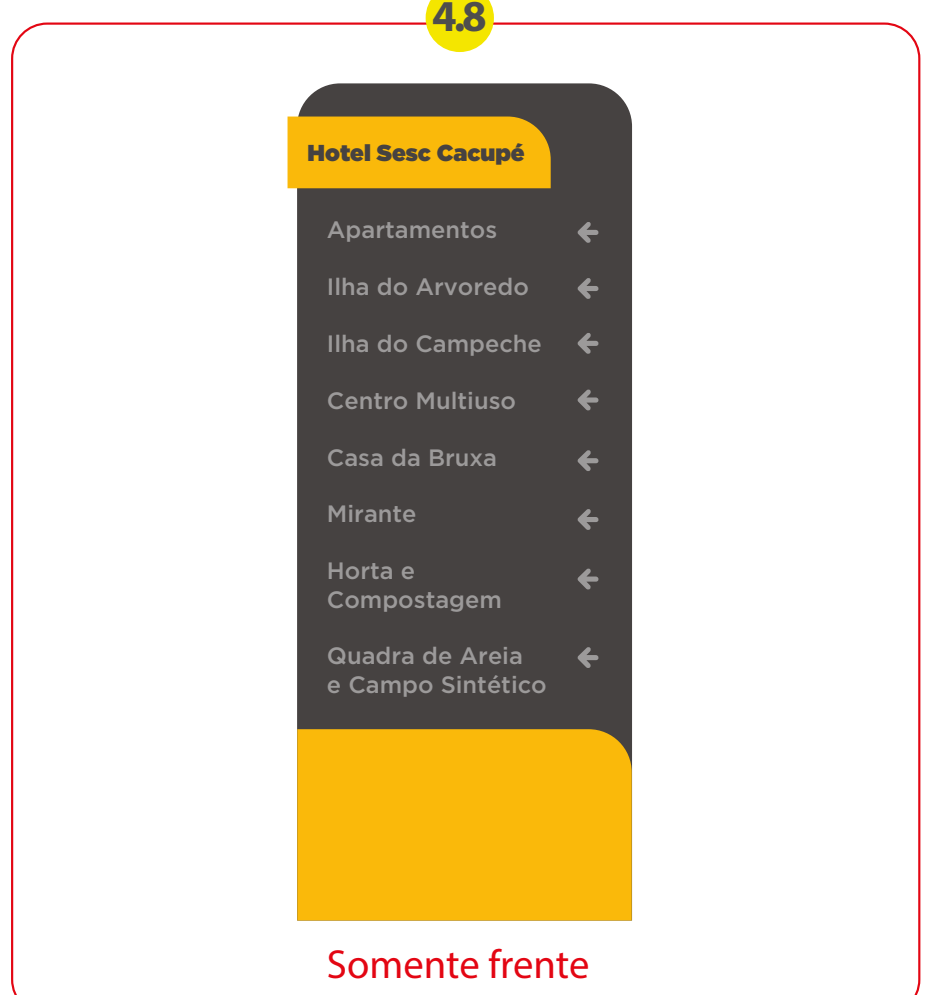 4.8
Hotel Sesc Cacupé
Apartamentos
Ilha do Arvoredo
Ilha do Campeche
Centro Multiuso
Casa da Bruxa
Mirante
Horta e
Compostagem
Quadra de Areia
e Campo Sintético
Somente frente